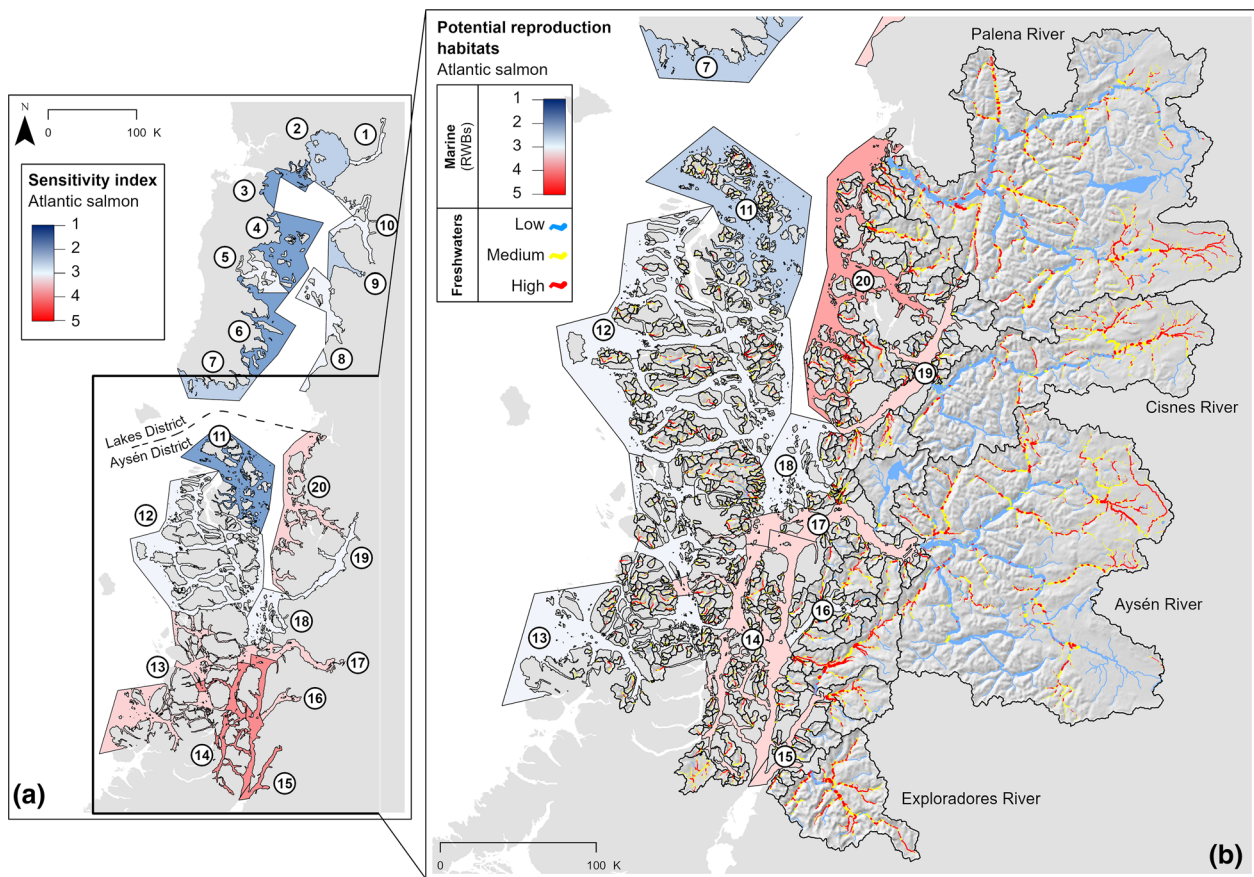 N
0
100 K
Sensitivity index
Atlantic salmon
1
2
3
4
5
1
2
3
4
5
6
7
8
9
10
Lakes District
Aysén District
11
12
13
14
15
16
17
18
19
20
(a)
Potential reproduction
habitats
Atlantic salmon
Marine
(RWBs)
1
2
3
4
5
Freshwaters
Low
Medium
High
7
11
12
13
14
15
16
17
18
19
20
Palena River
Cisnes River
Aysén River
Exploradores River
0
100 K
(b)